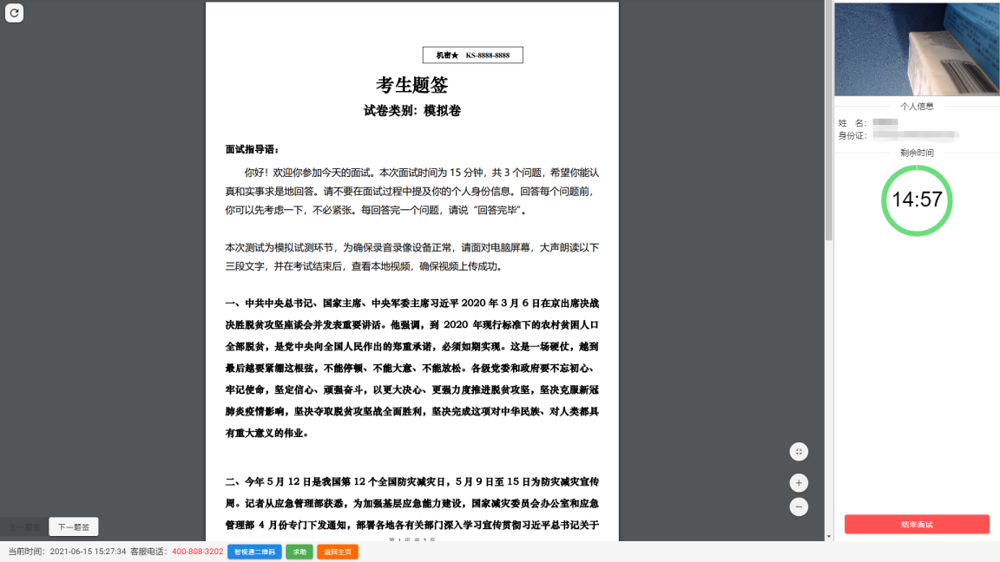 机密★ KS-8888-8888
考生题签
试卷类别：模拟卷
面试指导语：
你好！欢迎你参加今天的面试。本次面试时间为 15 分钟，共 3 个问题，希望你能认
真和实事求是地回答。请不要在面试过程中提及你的个人身份信息。回答每个问题前，
你可以先考虑一下，不必紧张。每回答完一个问题，请说“回答完毕”。
本次测试为模拟试测环节，为确保录音录像设备正常，请面对电脑屏幕，大声朗读以下
三段文字，并在考试结束后，查看本地视频，确保视频上传成功。
一、中共中央总书记、国家主席、中央军委主席习近平 2020 年 3 月 6 日在京出席决战
决胜脱贫攻坚座谈会并发表重要讲话。他强调，到 2020 年现行标准下的农村贫困人口
全部脱贫，是党中央向全国人民作出的郑重承诺，必须如期实现。这是一场硬仗，越到
最后越要紧绷这根弦，不能停顿、不能大意、不能放松。各级党委和政府要不忘初心、
牢记使命，坚定信心、顽强奋斗，以更大决心、更强力度推进脱贫攻坚，坚决克服新冠
肺炎疫情影响，坚决夺取脱贫攻坚战全面胜利，坚决完成这项对中华民族、对人类都具
有重大意义的伟业。
二、今年 5 月 12 日是我国第 12 个全国防灾减灾日，5 月 9 日至 15 日为防灾减灾宣传
周。记者从应急管理部获悉，为加强基层应急能力建设，国家减灾委员会办公室和应急
管理部 4 月份专门下发通知，部署各地各有关部门深入学习宣传贯彻习近平总书记关于
个人信息
姓 名：
身份证：
剩余时间
14:57
结束面试
上一题签 下一题签
当前时间：2021-06-15 15:27:34 客服电话：400-808-3202 智视通二维码 求助 返回主页